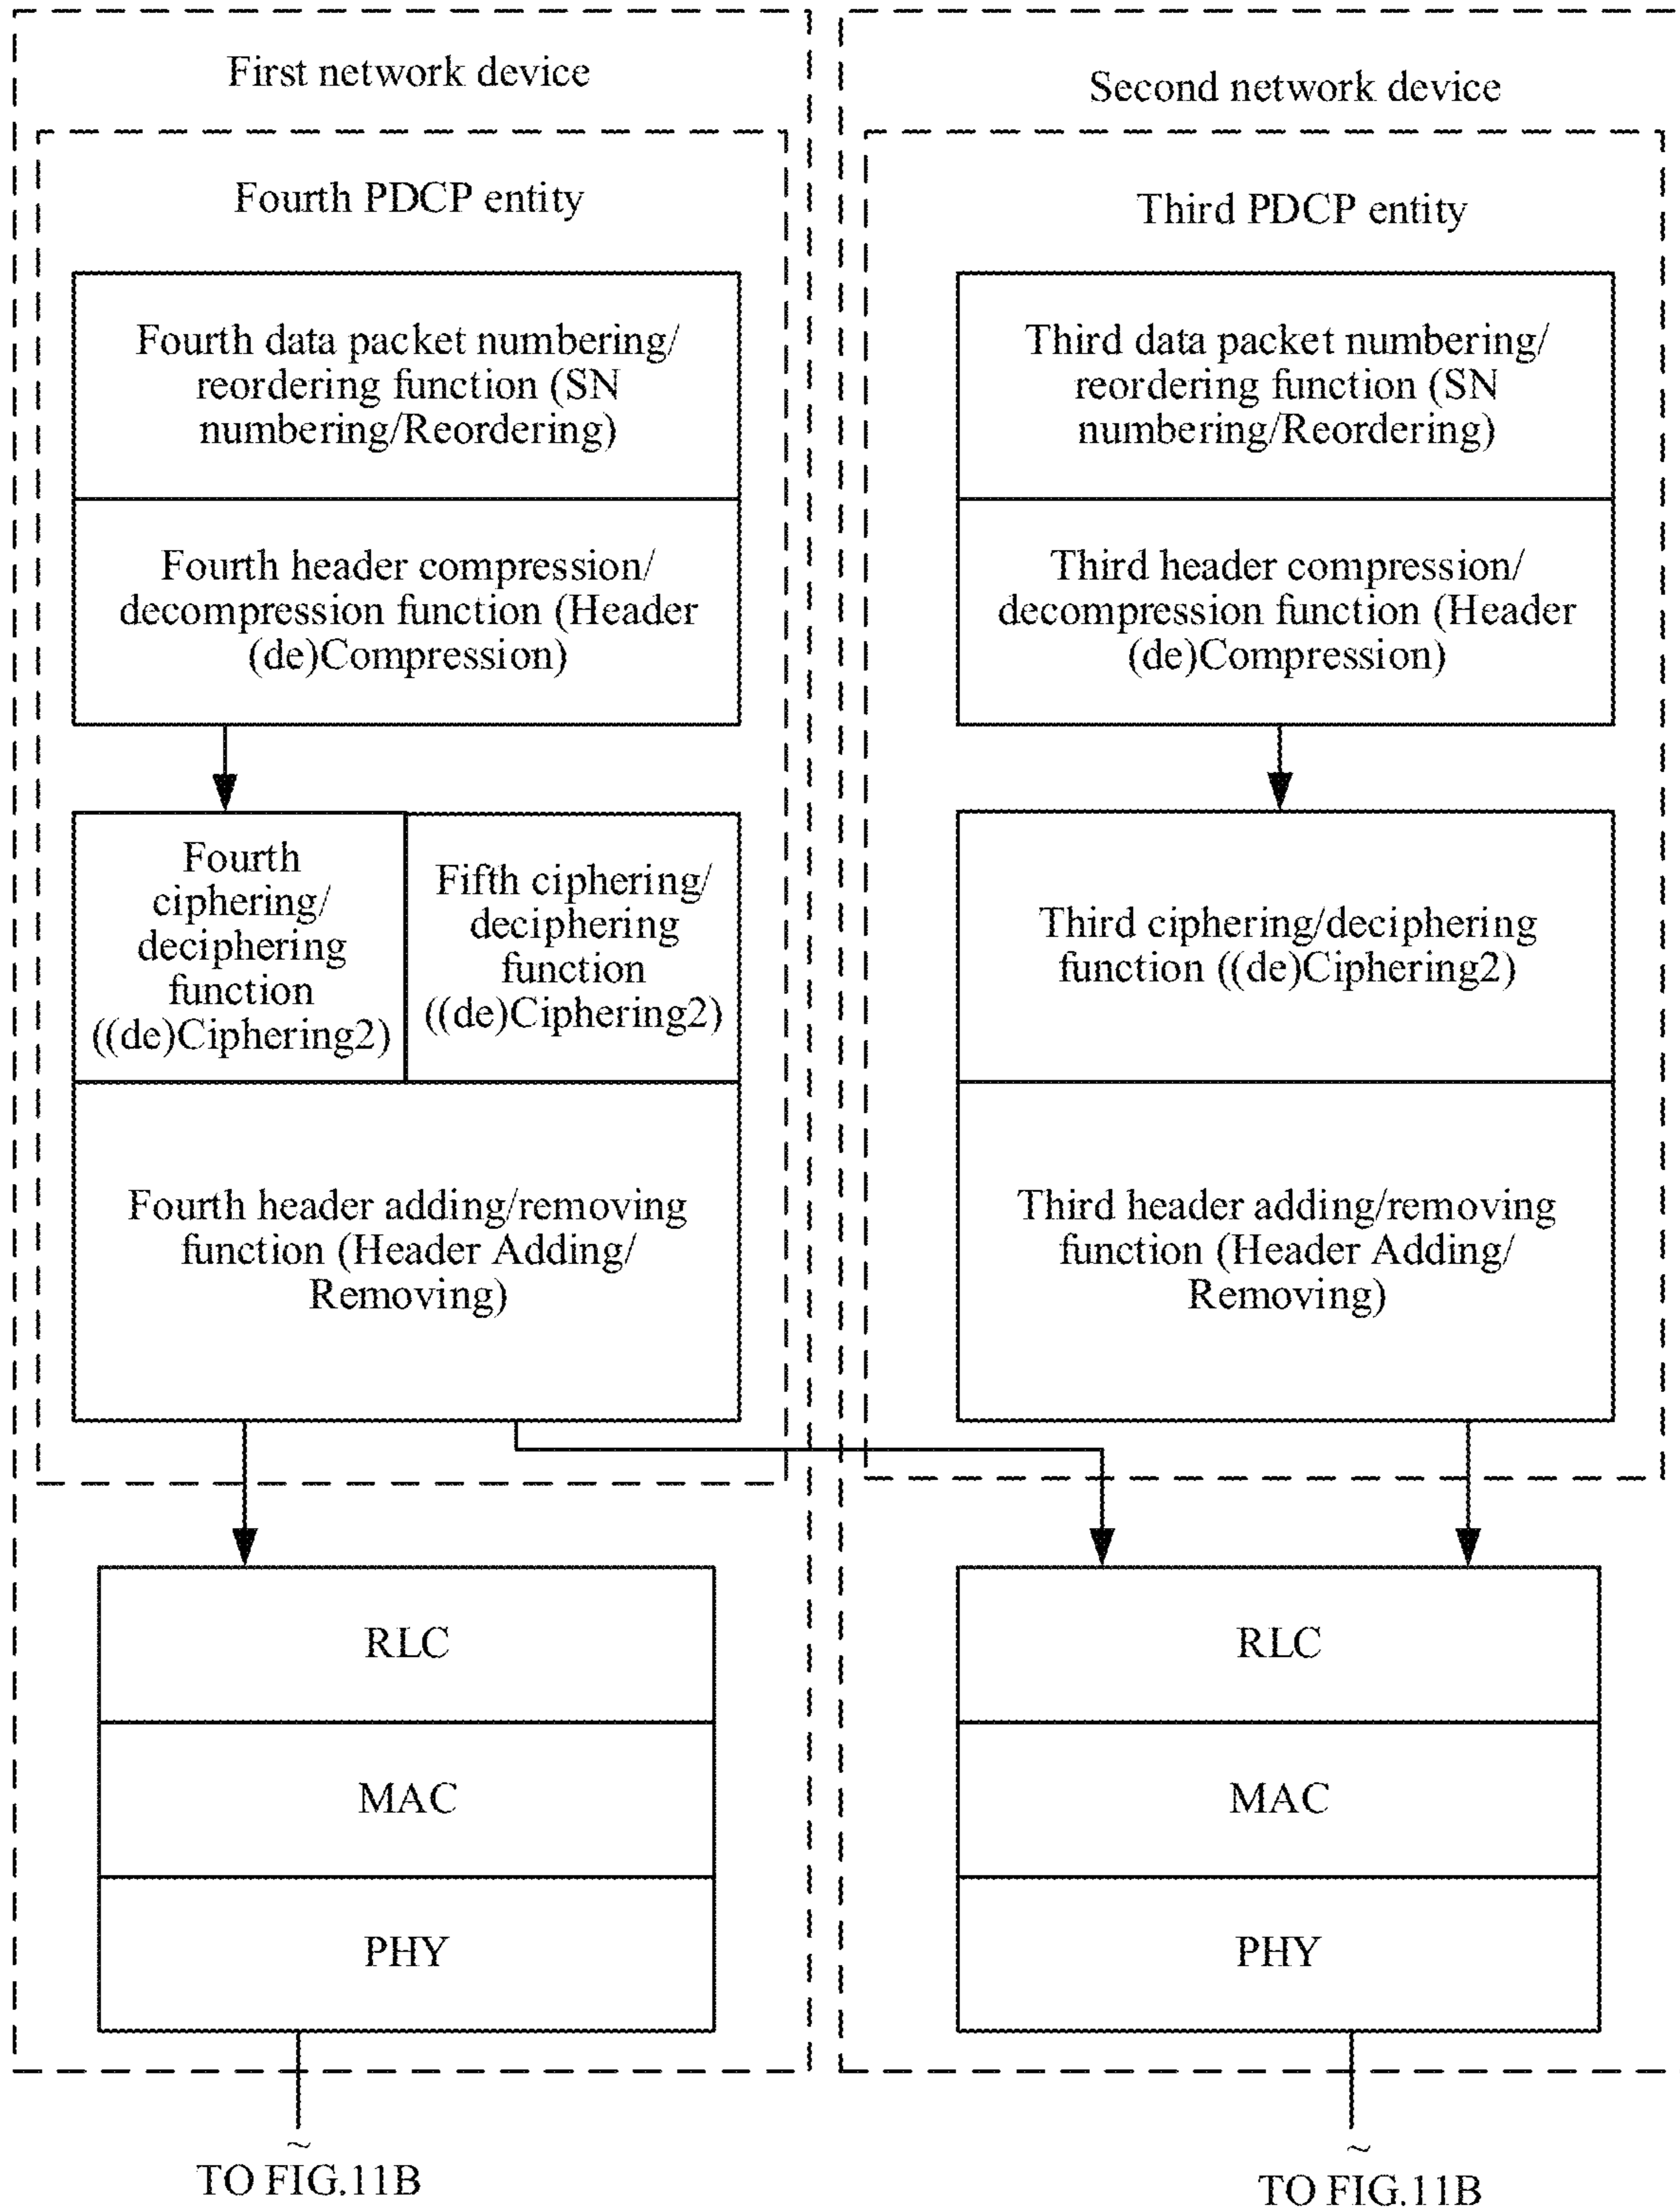 First network device
Fourth PDCP entity
Fourth data packet numbering/
reordering function (SN
numbering/Reordering)
Fourth header compression/
decompression function (Header
(de)Compression)
Fourth
ciphering/
deciphering
function
((de)Ciphering2)
Fifth ciphering/
deciphering
function
((de)Ciphering2)
Fourth header adding/removing
function (Header Adding/
Removing)
RLC
MAC
PHY
~
TO FIG.11B
Second network device
Third PDCP entity
Third data packet numbering/
reordering function (SN
numbering/Reordering)
Third header compression/
decompression function (Header
(de)Compression)
Third ciphering/deciphering
function ((de)Ciphering2)
Third header adding/removing
function (Header Adding/
Removing)
RLC
MAC
PHY
~
TO FIG.11B